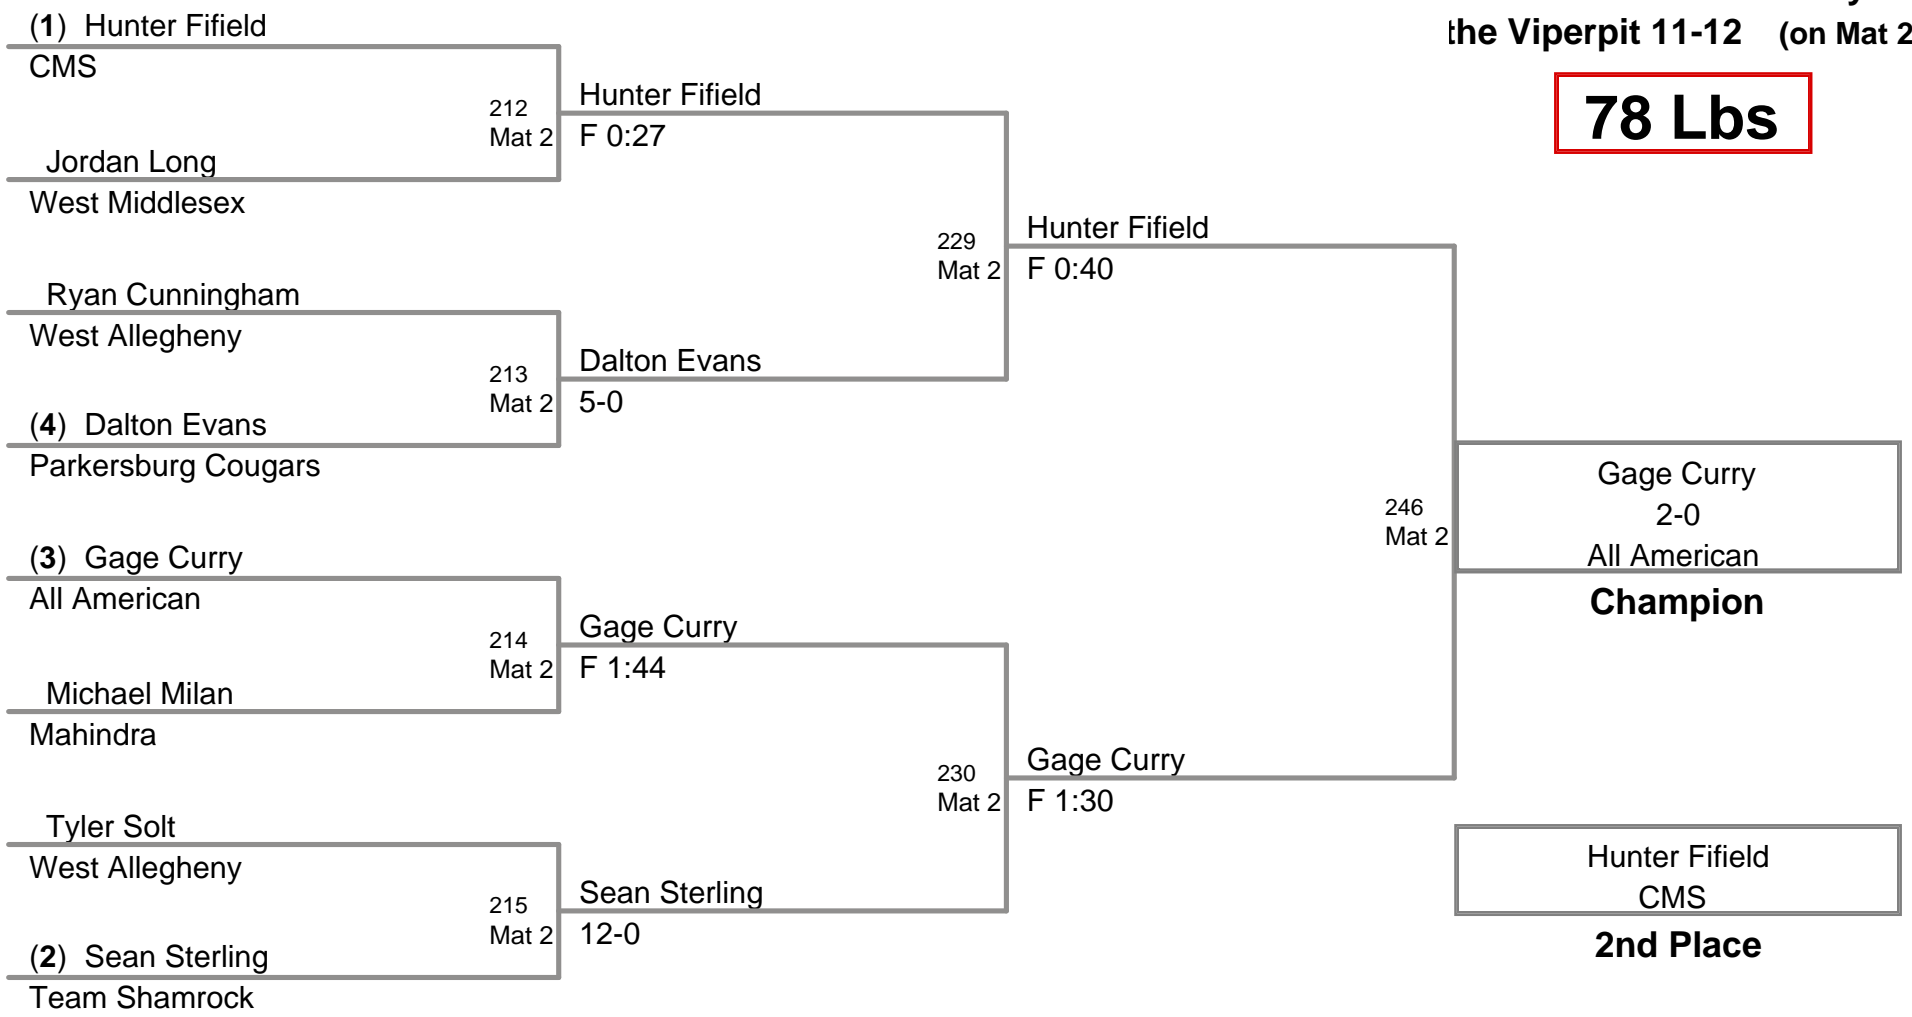 the Viperpit 11-12 (on Mat 2
78 Lbs
(1) Hunter Fifield
CMS
212
Mat 2
Hunter Fifield
F 0:27
Jordan Long
West Middlesex
229
Mat 2
Hunter Fifield
F 0:40
Ryan Cunningham
West Allegheny
213
Mat 2
Dalton Evans
5-0
(4) Dalton Evans
Parkersburg Cougars
246
Mat 2
Gage Curry
2-0
All American
Champion
(3) Gage Curry
All American
214
Mat 2
Gage Curry
F 1:44
Michael Milan
Mahindra
230
Mat 2
Gage Curry
F 1:30
Tyler Solt
West Allegheny
215
Mat 2
Sean Sterling
12-0
(2) Sean Sterling
Team Shamrock
Hunter Fifield
CMS
2nd Place